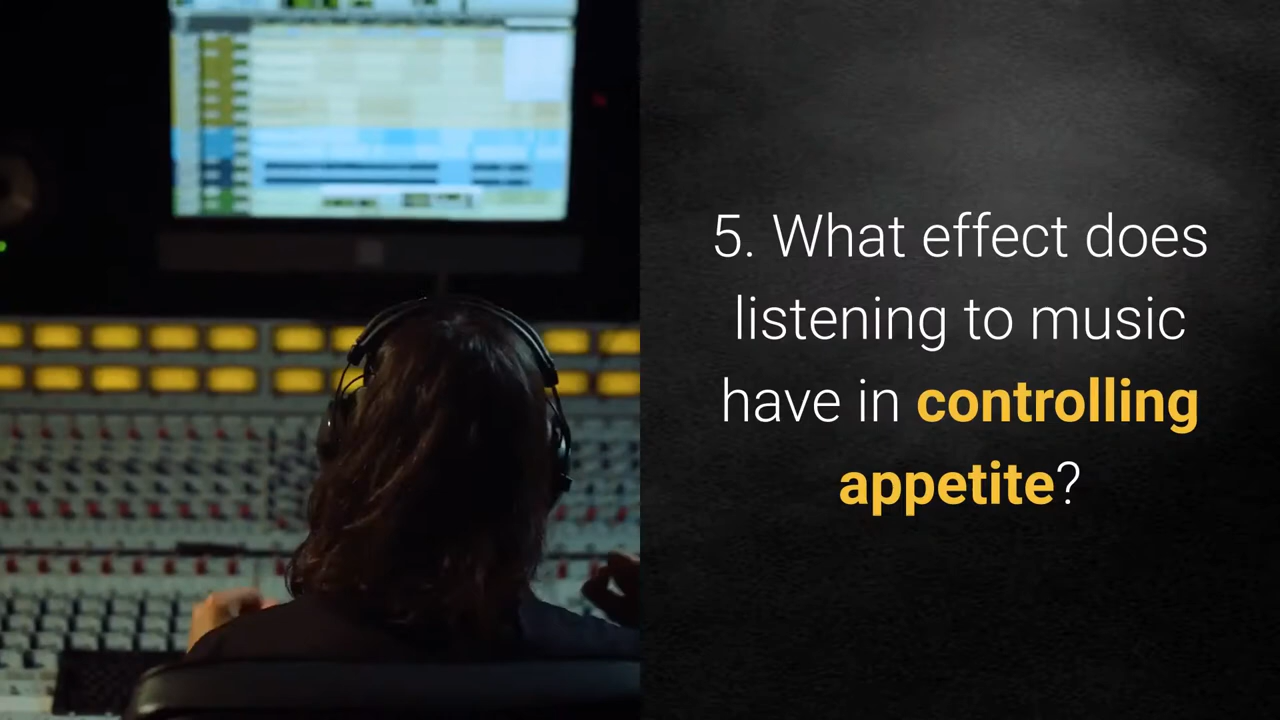 5. What effect does
listening to music
have in controlling
appetite?